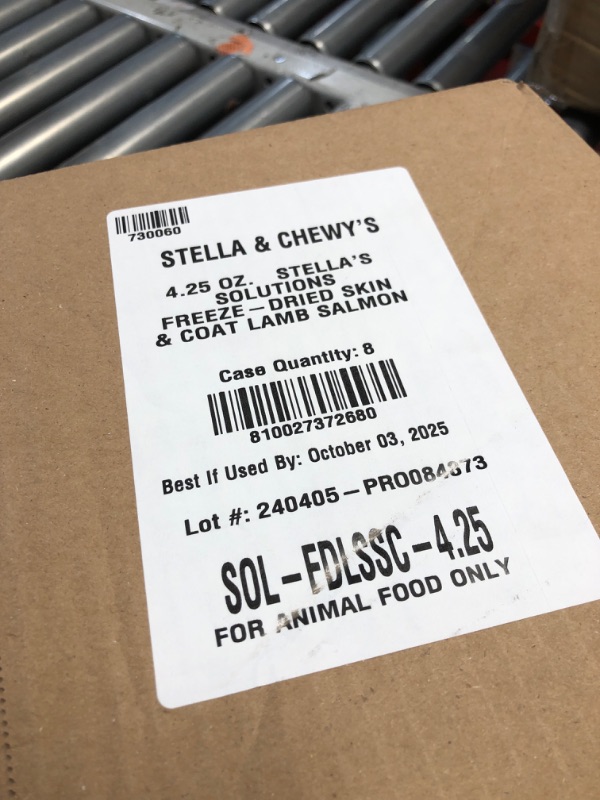 730060
STELLA & CHEWY'S
4.25 OZ. STELLA'S
SOLUTIONS
FREEZE-DRIED SKIN
& COAT LAMB SALMON
Case Quantity: 8
810027372680
Best If Used By: October 03, 2025
Lot #: 240405-PRO084373
SOL-FDLSSC-4.25
FOR ANIMAL FOOD ONLY